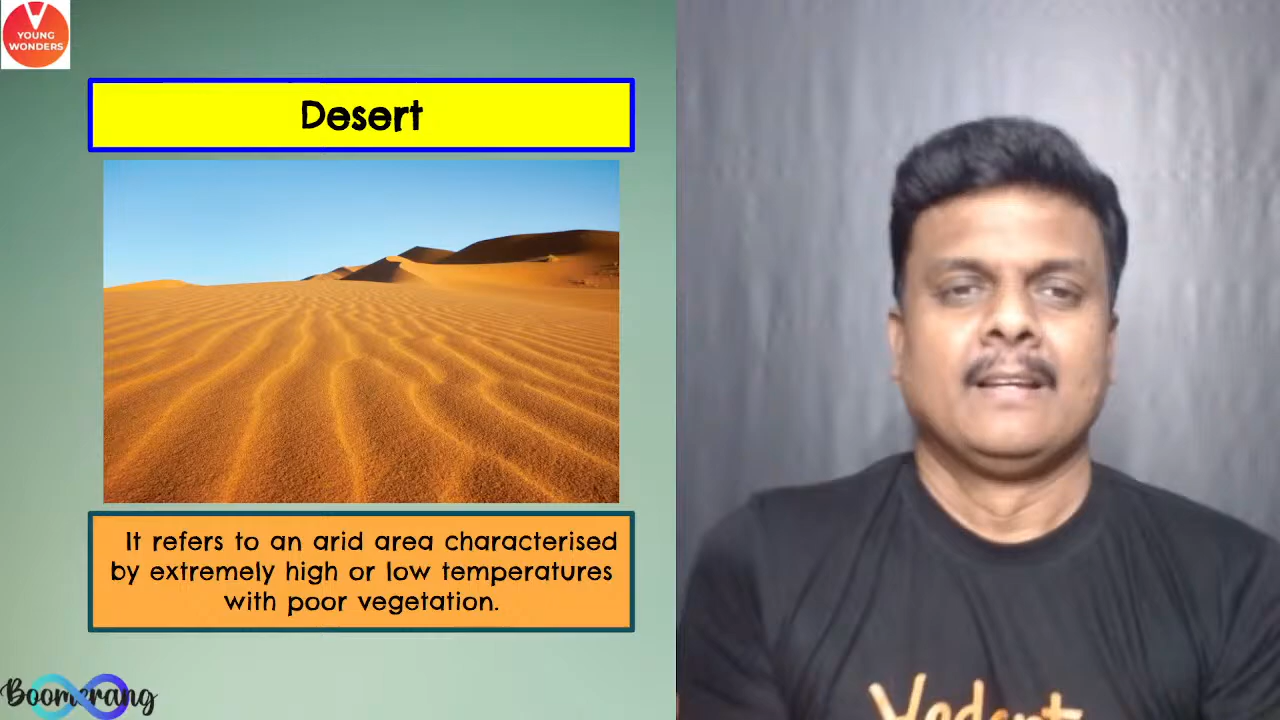 YOUNG
WONDERS
Desert
It refers to an arid area characterised
by extremely high or low temperatures
with poor vegetation.
Boomerang